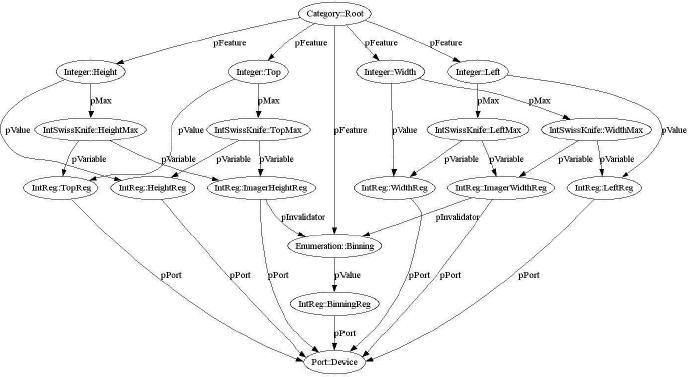 Category::Root
pFeature
pFeature
pFeature
pFeature
Integer::Height
Integer::Top
Integer::Width
Integer::Left
pMax
pMax
pMax
pMax
pValue
IntSwissKnife::HeightMax
pValue
IntSwissKnife::TopMax
pFeature
pValue
IntSwissKnife::LeftMax
IntSwissKnife::WidthMax
pValue
pVariable
pVariable
pVariable
pVariable
pVariable
pVariable
pVariable
pVariable
IntReg::TopReg
IntReg::HeightReg
IntReg::ImagerHeightReg
IntReg::WidthReg
IntReg::ImagerWidthReg
IntReg::LeftReg
pInvalidator
pInvalidator
Enumeration::Binning
pPort
pPort
pPort
pValue
pPort
pPort
pPort
IntReg::BinningReg
pPort
Port::Device